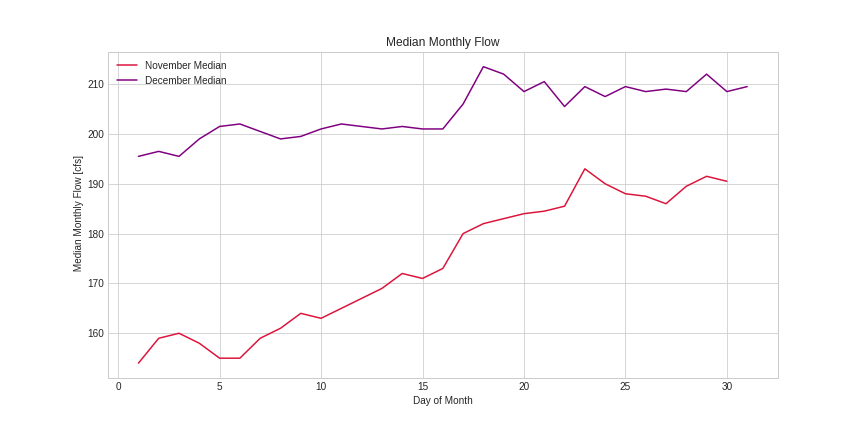 Median Monthly Flow
November Median
December Median
210
200
190
180
170
160
Median Monthly Flow [cfs]
0 5 10 15 20 25 30
Day of Month